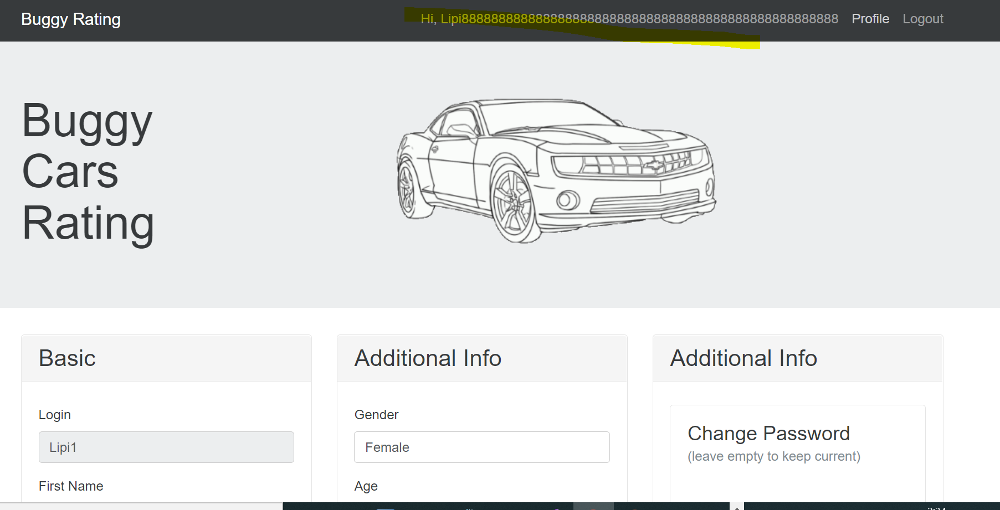 Buggy Rating
Hi, Lipi888888888888888888888888888888888888888888888888888
Profile
Logout
Buggy
Cars
Rating
Basic
Login
Lipi1
First Name
Additional Info
Gender
Female
Age
Additional Info
Change Password
(leave empty to keep current)